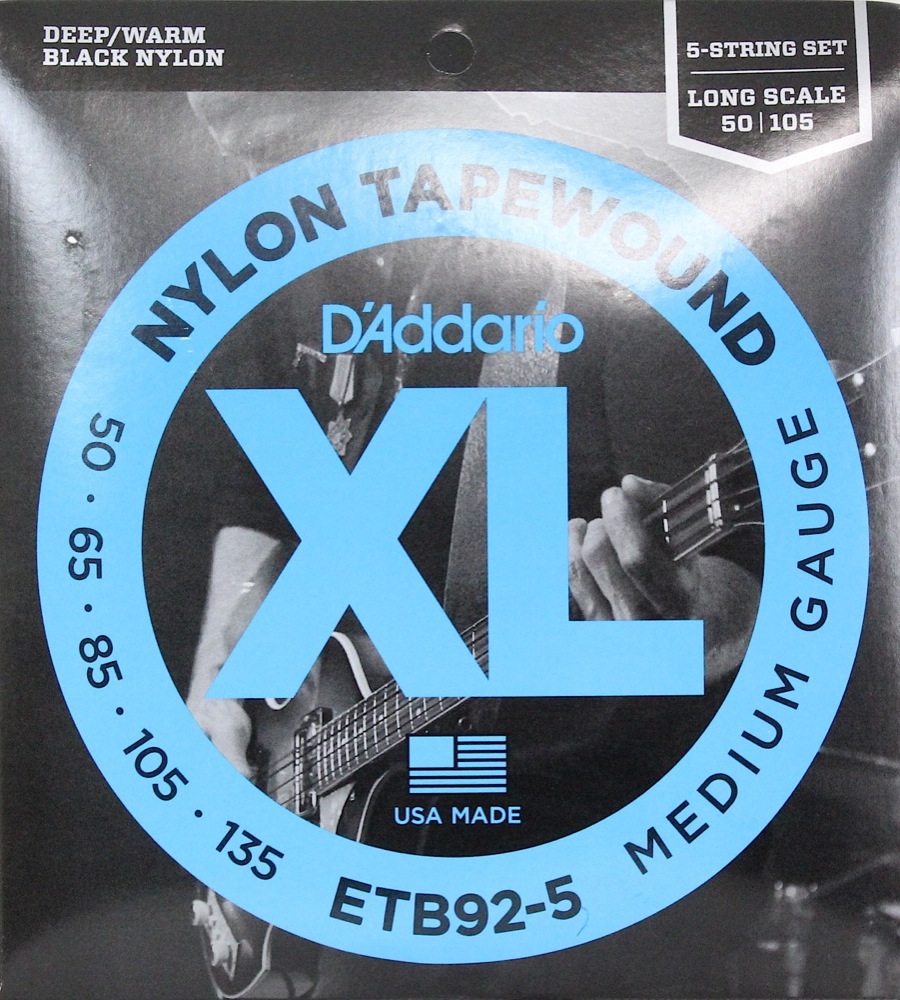 DEEP/WARM
BLACK NYLON
5-STRING SET
LONG SCALE
50 | 105
NYLON TAPEWOUND
D'Addario
XL
USA MADE
50 · 65 · 85 · 105 · 135
ETB92-5
MEDIUM GAUGE